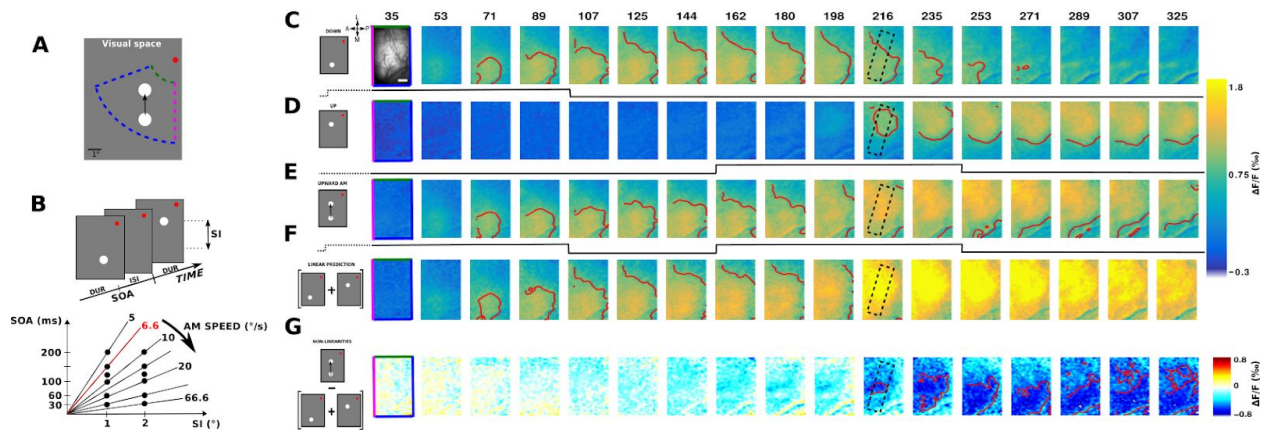 A
Visual space
1°
B
SI
DUR
ISI
DUR
TIME
SOA
SOA (ms)
5
6.6
AM SPEED (°/s)
10
200
20
100
60
66.6
30
1
2
SI (°)
35 53 71 89 107 125 144 162 180 198 216 235 253 271 289 307 325
C
L
A P
M
DOWN
D
UP
E
UPWARD AM
F
LINEAR PREDICTION
+
G
NON-LINEARITIES
−
+
1.8
0.75
−0.3
ΔF/F (‰)
0.8
0
−0.8
ΔF/F (‰)